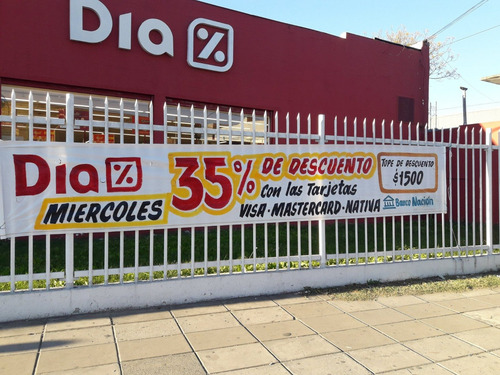 Dia %
Dia %
MIERCOLES
35% DE DESCUENTO
con las Tarjetas
VISA · MASTERCARD · NATIVA
TOPE DE DESCUENTO
$1500
Banco Nación